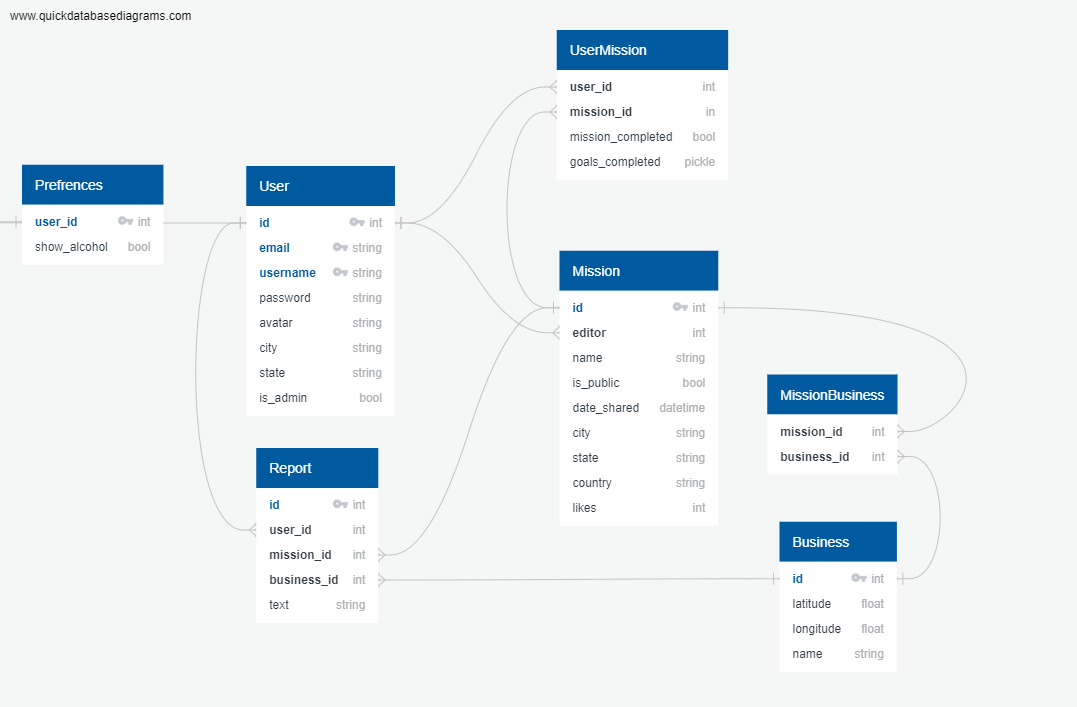 www.quickdatabasediagrams.com
UserMission
user_id int
mission_id in
mission_completed bool
goals_completed pickle
Prefrences
user_id int
show_alcohol bool
User
id int
email string
username string
password string
avatar string
city string
state string
is_admin bool
Mission
id int
editor int
name string
is_public bool
date_shared datetime
city string
state string
country string
likes int
MissionBusiness
mission_id int
business_id int
Report
id int
user_id int
mission_id int
business_id int
text string
Business
id int
latitude float
longitude float
name string